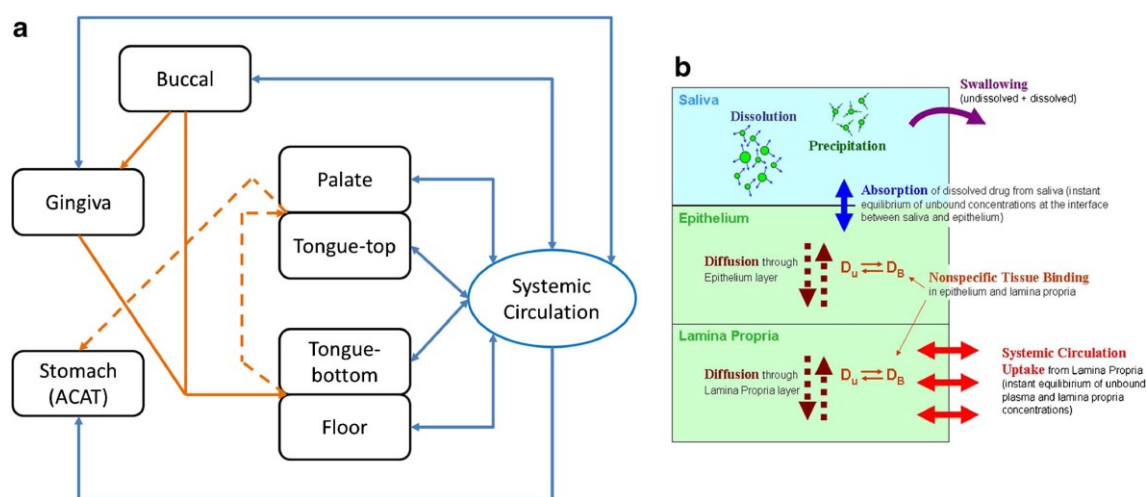 a
Buccal
Gingiva
Palate
Tongue-top
Systemic
Circulation
Stomach
(ACAT)
Tongue-
bottom
Floor
b
Saliva
Dissolution
Precipitation
Swallowing
(undissolved + dissolved)
Absorption of dissolved drug from saliva (instant
equilibrium of unbound concentrations at the interface
between saliva and epithelium)
Epithelium
Diffusion through
Epithelium layer
Du DB
Nonspecific Tissue Binding
in epithelium and lamina propria
Lamina Propria
Diffusion through
Lamina Propria layer
Du DB
Systemic Circulation
Uptake from Lamina Propria
(instant equilibirium of unbound
plasma and lamina propria
concentrations)